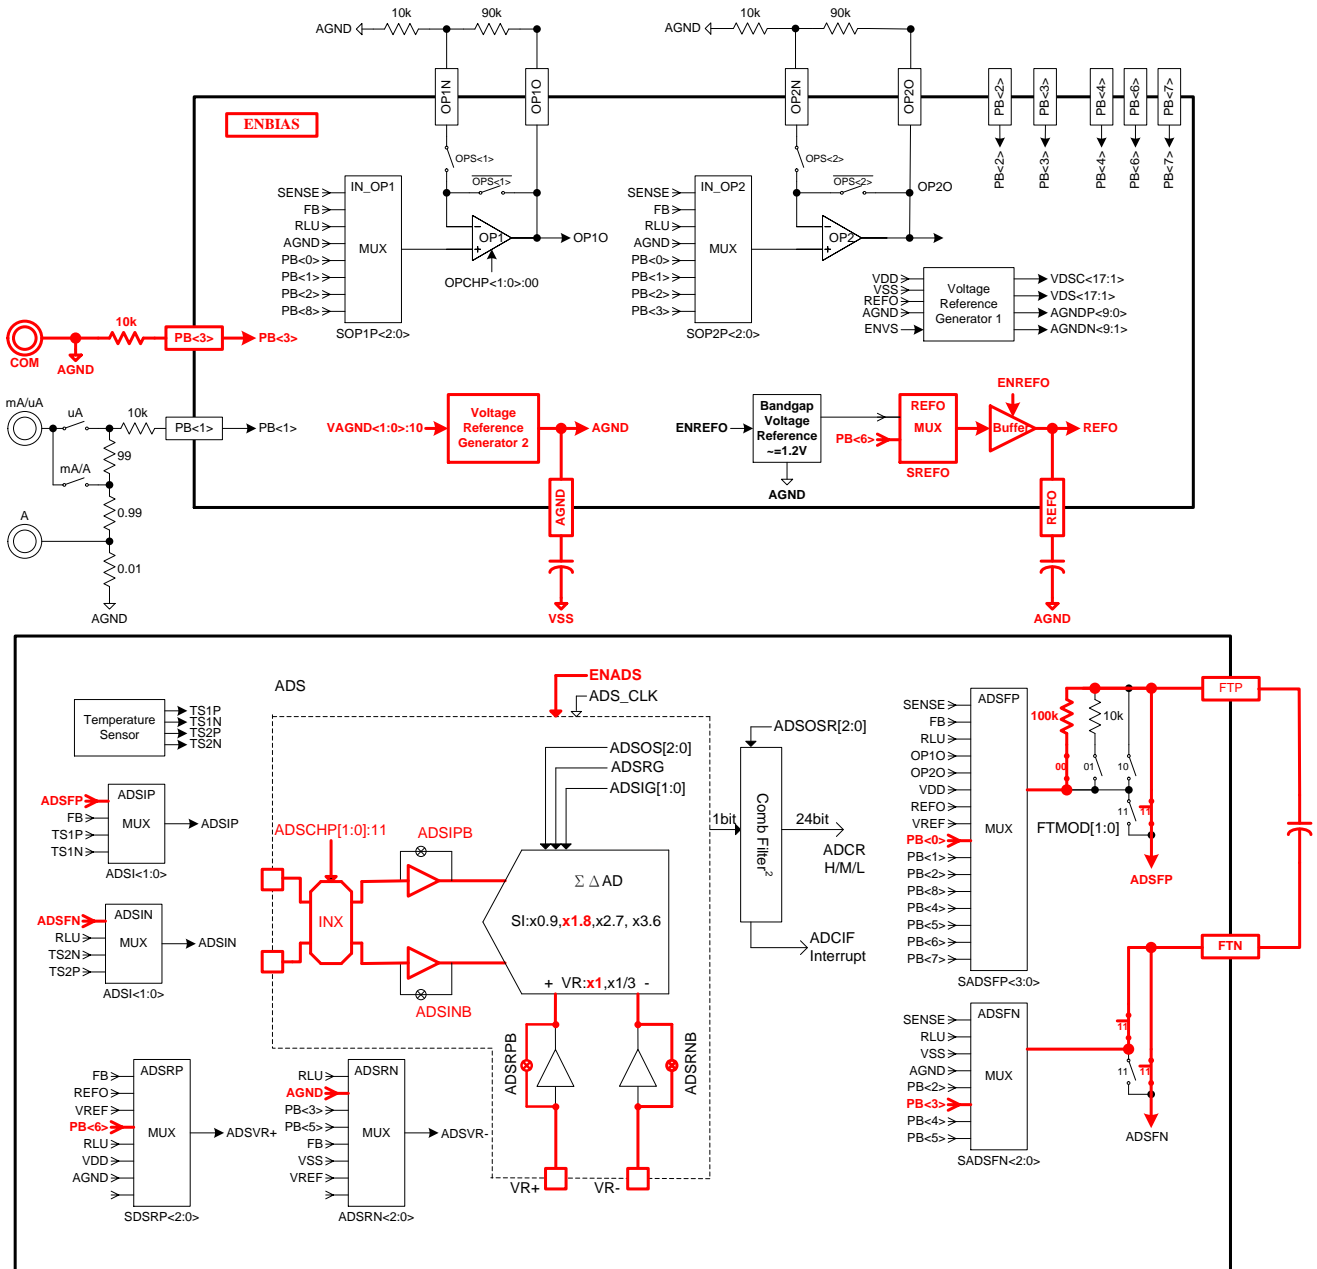 10k
90k
AGND
10k
90k
AGND
OP1N
OP1O
OP2N
OP2O
PB<2>
PB<3>
PB<4>
PB<6>
PB<7>
PB<2>
PB<3>
PB<4>
PB<6>
PB<7>
ENBIAS
OPS<1>
OPS<1>
IN_OP1
SENSE
FB
RLU
AGND
PB<0>
PB<1>
PB<2>
PB<8>
MUX
SOP1P<2:0>
OP1
OP1O
OPCHP<1:0>:00
OPS<2>
OPS<2>
IN_OP2
SENSE
FB
RLU
AGND
PB<0>
PB<1>
PB<2>
PB<3>
MUX
SOP2P<2:0>
OP2
OP2O
VDD
VSS
REFO
AGND
ENVS
Voltage
Reference
Generator 1
VDSC<17:1>
VDS<17:1>
AGNDP<9:0>
AGNDN<9:1>
COM
AGND
10k
PB<3>
PB<3>
mA/uA
uA
10k
PB<1>
PB<1>
99
mA/A
0.99
A
0.01
AGND
VAGND<1:0>:10
Voltage
Reference
Generator 2
AGND
AGND
VSS
ENREFO
Bandgap
Voltage
Reference
~=1.2V
AGND
PB<6>
REFO
MUX
SREFO
ENREFO
Buffer
REFO
REFO
AGND
ADS
ENADS
ADS_CLK
Temperature
Sensor
TS1P
TS1N
TS2P
TS2N
ADSFP
FB
TS1P
TS1N
ADSIP
MUX
ADSI<1:0>
ADSIP
ADSFN
RLU
TS2N
TS2P
ADSIN
MUX
ADSI<1:0>
ADSIN
ADSCHP[1:0]:11
INX
ADSIPB
ADSINB
ADSOS[2:0]
ADSRG
ADSIG[1:0]
ΣΔAD
SI:x0.9,x1.8,x2.7, x3.6
+ VR:x1,x1/3 -
ADSRPB
ADSRNB
VR+
VR-
1bit
ADSOSR[2:0]
Comb Filter2
24bit
ADCR
H/M/L
ADCIF
Interrupt
FB
REFO
VREF
PB<6>
RLU
VDD
AGND
ADSRP
MUX
SDSRP<2:0>
ADSVR+
RLU
AGND
PB<3>
PB<5>
FB
VSS
VREF
ADSRN
MUX
ADSRN<2:0>
ADSVR-
SENSE
FB
RLU
OP1O
OP2O
VDD
REFO
VREF
PB<0>
PB<1>
PB<2>
PB<8>
PB<4>
PB<5>
PB<6>
PB<7>
ADSFP
MUX
SADSFP<3:0>
100k
10k
00
01
10
11
11
FTMOD[1:0]
ADSFP
FTP
FTN
SENSE
RLU
VSS
AGND
PB<2>
PB<3>
PB<4>
PB<5>
ADSFN
MUX
SADSFN<2:0>
11
11
11
ADSFN